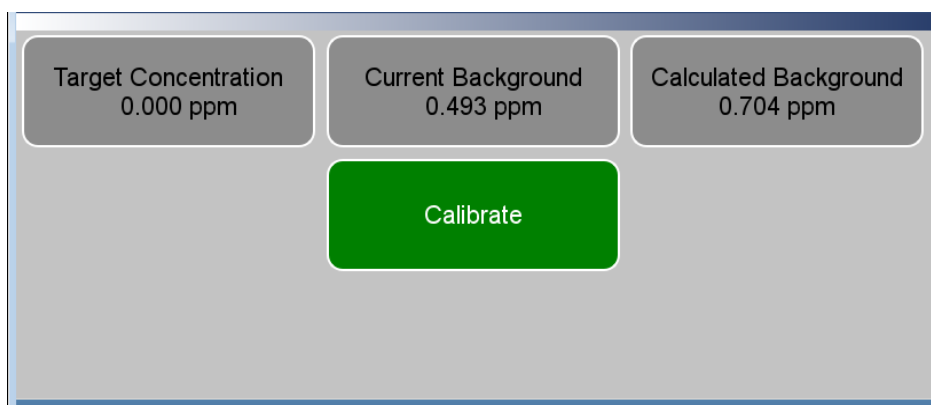 Target Concentration
0.000 ppm
Current Background
0.493 ppm
Calculated Background
0.704 ppm
Calibrate